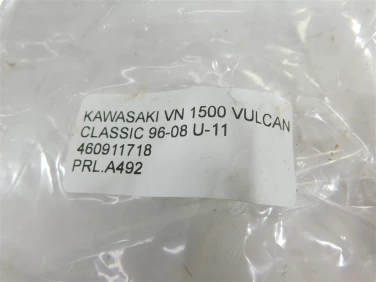 KAWASAKI VN 1500 VULCAN
CLASSIC 96-08 U-11
460911718
PRL.A492